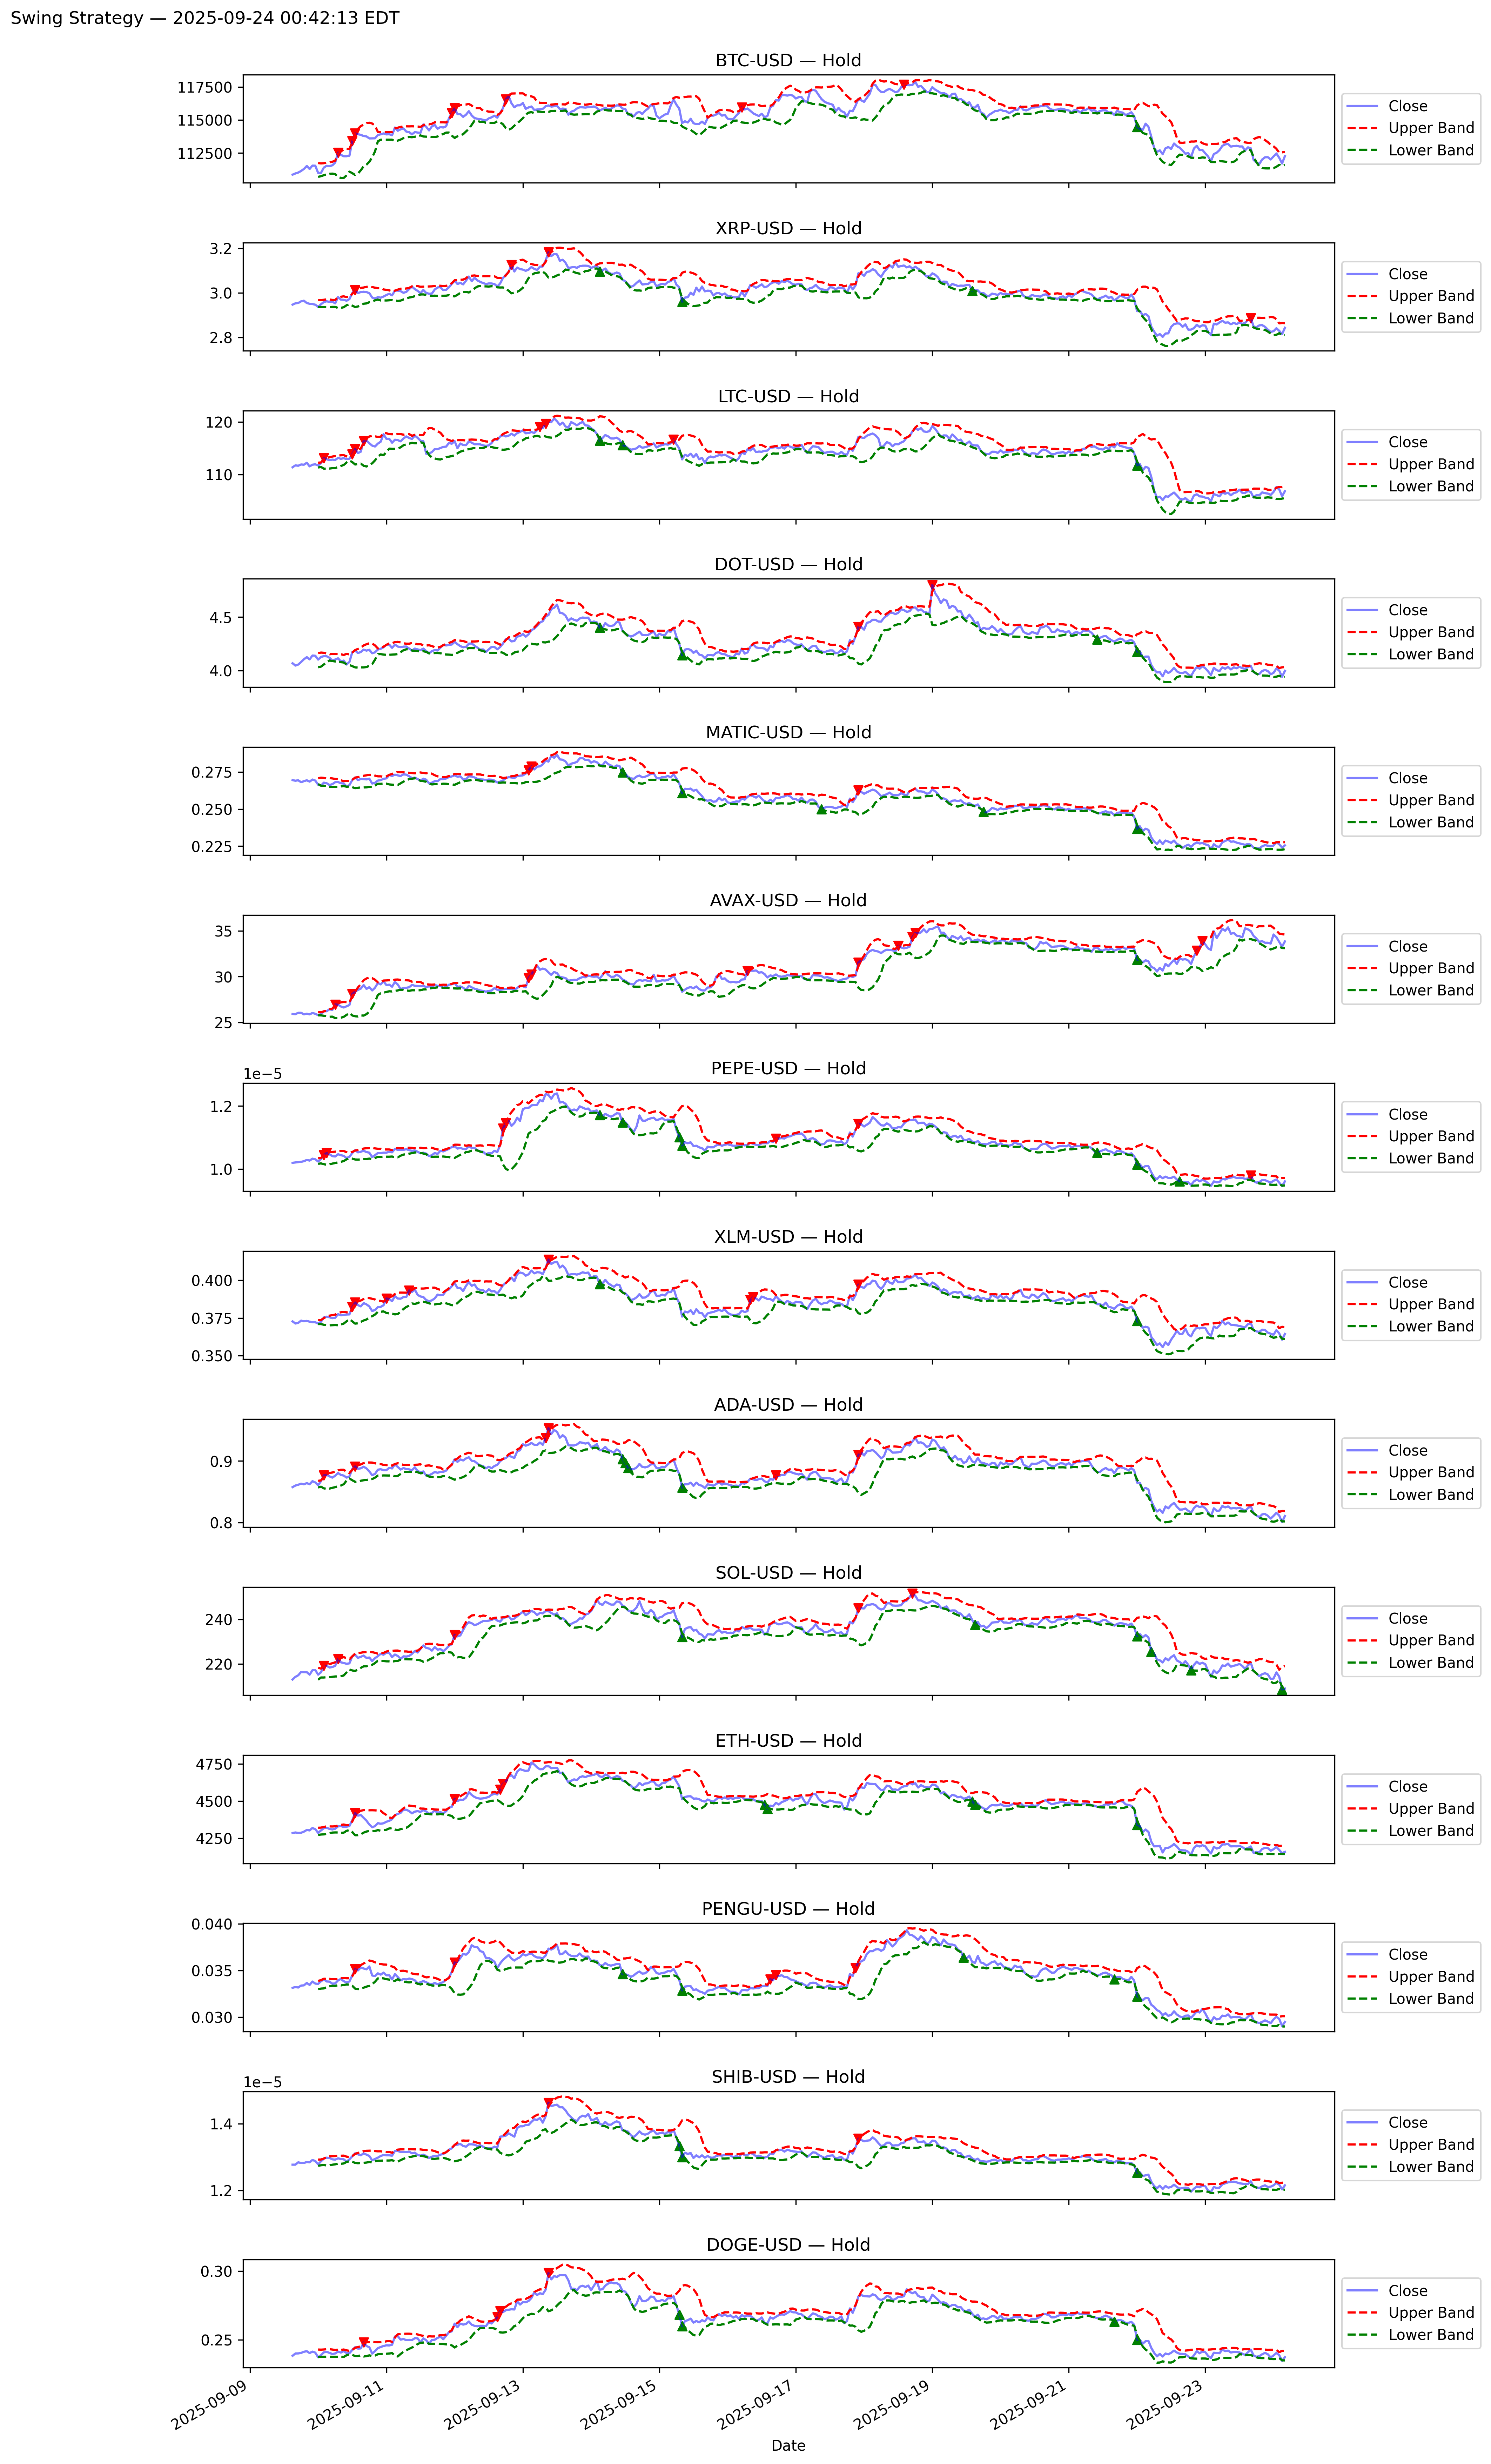 Swing Strategy — 2025-09-24 00:42:13 EDT
BTC-USD — Hold
117500
115000
112500
Close
Upper Band
Lower Band
XRP-USD — Hold
3.2
3.0
2.8
Close
Upper Band
Lower Band
LTC-USD — Hold
120
110
Close
Upper Band
Lower Band
DOT-USD — Hold
4.5
4.0
Close
Upper Band
Lower Band
MATIC-USD — Hold
0.275
0.250
0.225
Close
Upper Band
Lower Band
AVAX-USD — Hold
35
30
25
Close
Upper Band
Lower Band
PEPE-USD — Hold
1e−5
1.2
1.0
Close
Upper Band
Lower Band
XLM-USD — Hold
0.400
0.375
0.350
Close
Upper Band
Lower Band
ADA-USD — Hold
0.9
0.8
Close
Upper Band
Lower Band
SOL-USD — Hold
240
220
Close
Upper Band
Lower Band
ETH-USD — Hold
4750
4500
4250
Close
Upper Band
Lower Band
PENGU-USD — Hold
0.040
0.035
0.030
Close
Upper Band
Lower Band
SHIB-USD — Hold
1e−5
1.4
1.2
Close
Upper Band
Lower Band
DOGE-USD — Hold
0.30
0.25
Close
Upper Band
Lower Band
2025-09-09
2025-09-11
2025-09-13
2025-09-15
2025-09-17
2025-09-19
2025-09-21
2025-09-23
Date